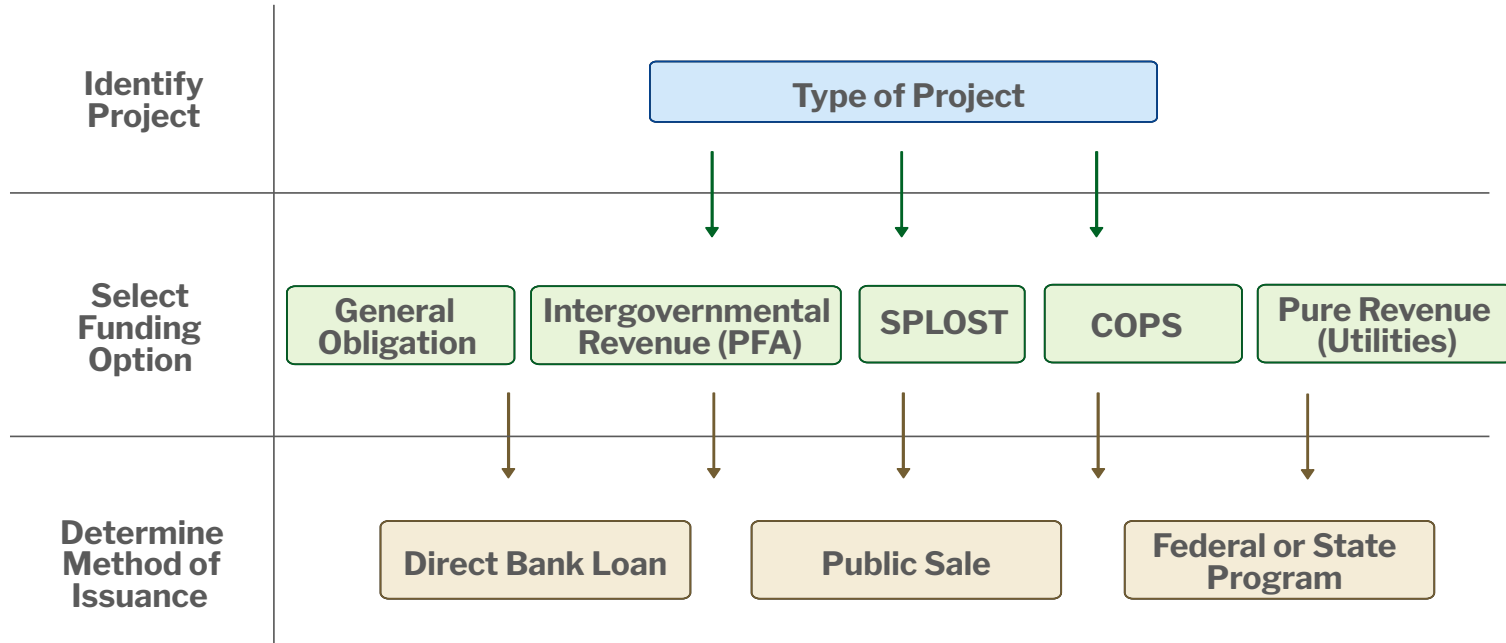 Identify
Project
Type of Project
Select
Funding
Option
General
Obligation
Intergovernmental
Revenue (PFA)
SPLOST
COPS
Pure Revenue
(Utilities)
Determine
Method of
Issuance
Direct Bank Loan
Public Sale
Federal or State
Program